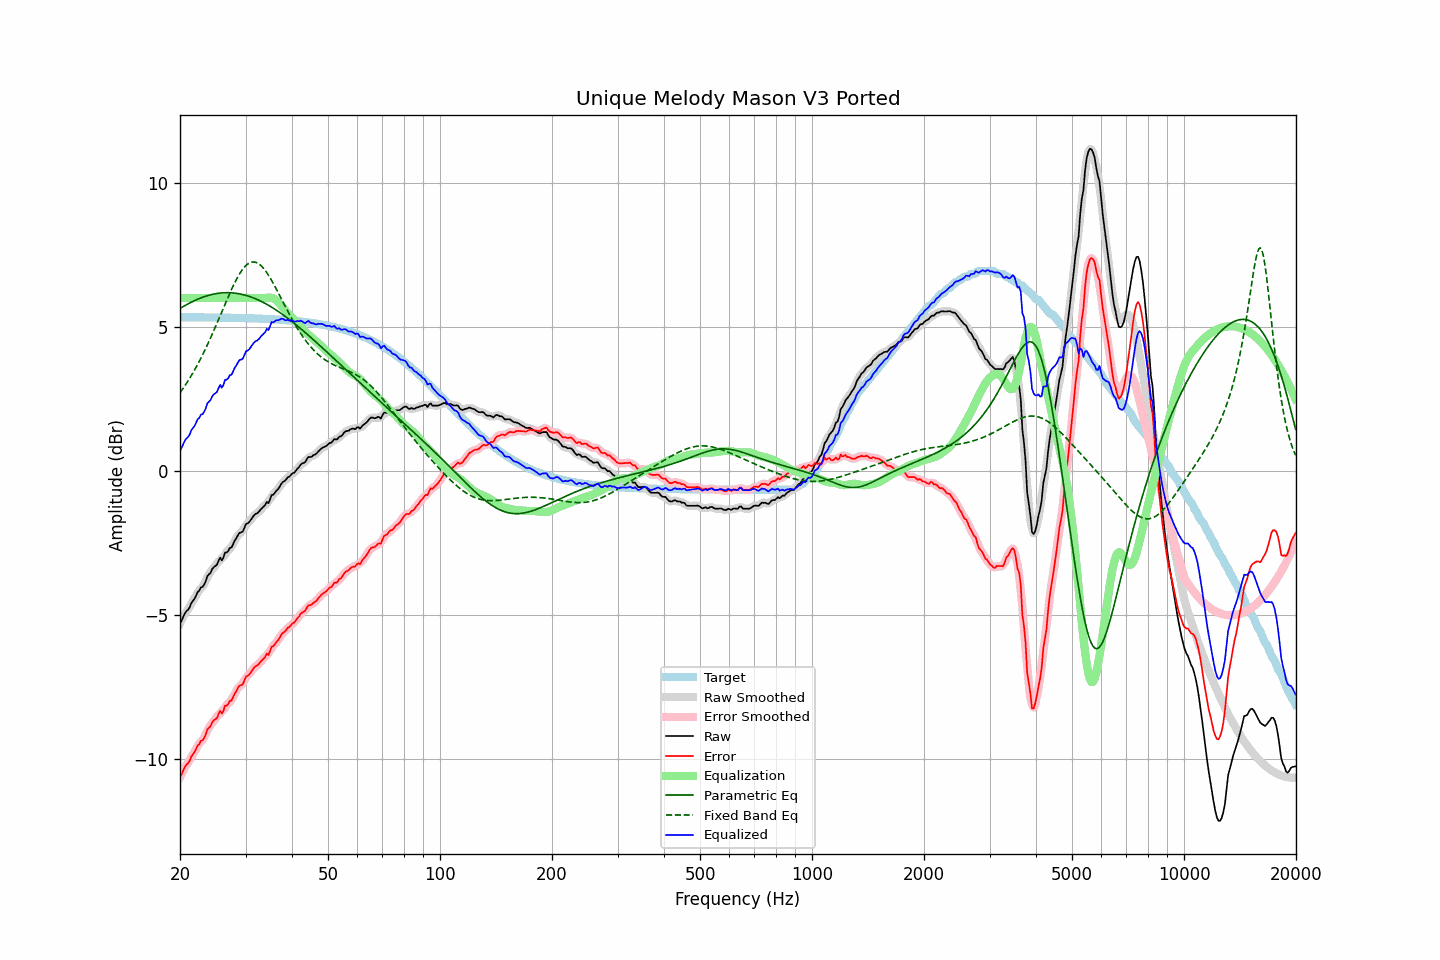 Unique Melody Mason V3 Ported
Amplitude (dBr)
10
5
0
−5
−10
Target
Raw Smoothed
Error Smoothed
Raw
Error
Equalization
Parametric Eq
Fixed Band Eq
Equalized
20 50 100 200 500 1000 2000 5000 10000 20000
Frequency (Hz)